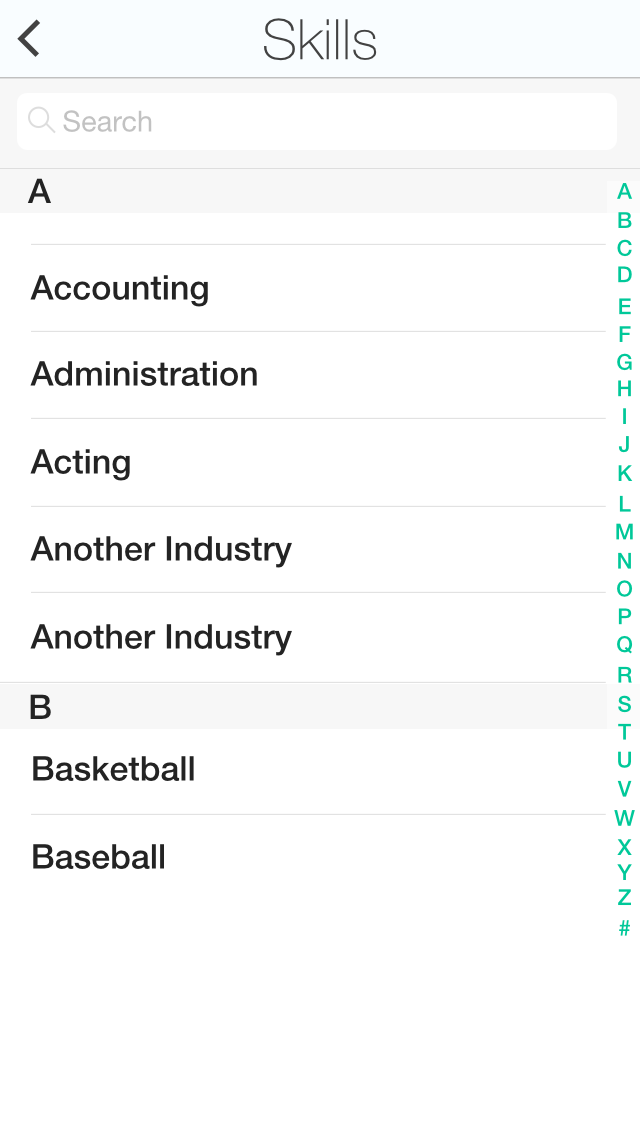 Skills
Search
A
Accounting
Administration
Acting
Another Industry
Another Industry
B
Basketball
Baseball
A
B
C
D
E
F
G
H
I
J
K
L
M
N
O
P
Q
R
S
T
U
V
W
X
Y
Z
#